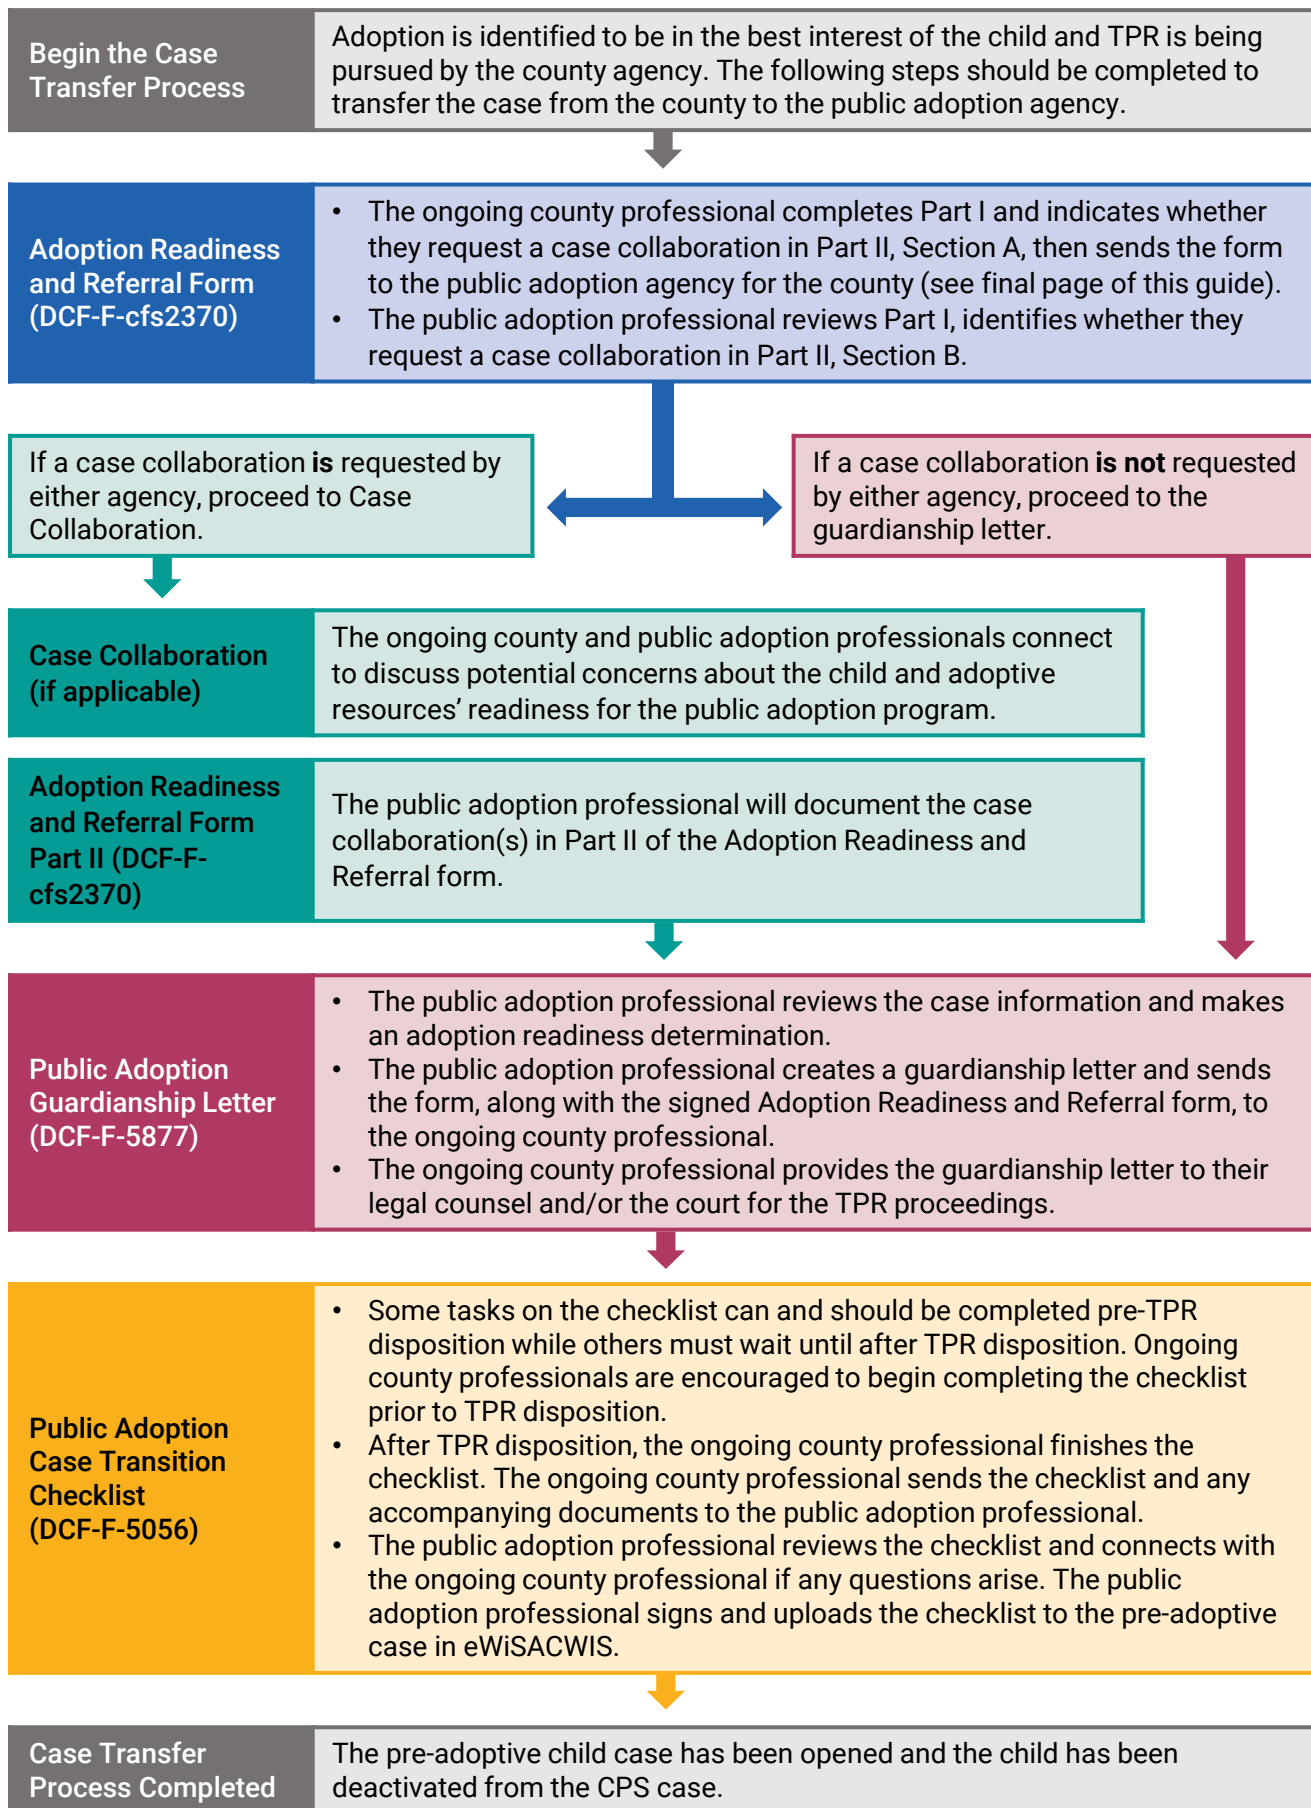 Begin the Case
Transfer Process
Adoption is identified to be in the best interest of the child and TPR is being
pursued by the county agency. The following steps should be completed to
transfer the case from the county to the public adoption agency.
Adoption Readiness
and Referral Form
(DCF-F-cfs2370)
• The ongoing county professional completes Part I and indicates whether
they request a case collaboration in Part II, Section A, then sends the form
to the public adoption agency for the county (see final page of this guide).
• The public adoption professional reviews Part I, identifies whether they
request a case collaboration in Part II, Section B.
If a case collaboration is requested by
either agency, proceed to Case
Collaboration.
If a case collaboration is not requested
by either agency, proceed to the
guardianship letter.
Case Collaboration
(if applicable)
The ongoing county and public adoption professionals connect
to discuss potential concerns about the child and adoptive
resources’ readiness for the public adoption program.
Adoption Readiness
and Referral Form
Part II (DCF-F-
cfs2370)
The public adoption professional will document the case
collaboration(s) in Part II of the Adoption Readiness and
Referral form.
Public Adoption
Guardianship Letter
(DCF-F-5877)
• The public adoption professional reviews the case information and makes
an adoption readiness determination.
• The public adoption professional creates a guardianship letter and sends
the form, along with the signed Adoption Readiness and Referral form, to
the ongoing county professional.
• The ongoing county professional provides the guardianship letter to their
legal counsel and/or the court for the TPR proceedings.
Public Adoption
Case Transition
Checklist
(DCF-F-5056)
• Some tasks on the checklist can and should be completed pre-TPR
disposition while others must wait until after TPR disposition. Ongoing
county professionals are encouraged to begin completing the checklist
prior to TPR disposition.
• After TPR disposition, the ongoing county professional finishes the
checklist. The ongoing county professional sends the checklist and any
accompanying documents to the public adoption professional.
• The public adoption professional reviews the checklist and connects with
the ongoing county professional if any questions arise. The public
adoption professional signs and uploads the checklist to the pre-adoptive
case in eWiSACWIS.
Case Transfer
Process Completed
The pre-adoptive child case has been opened and the child has been
deactivated from the CPS case.